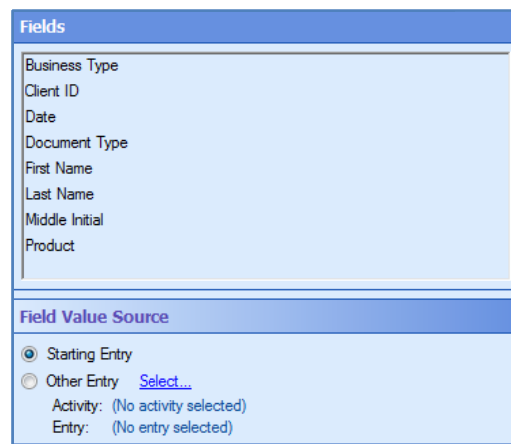 Fields
Business Type
Client ID
Date
Document Type
First Name
Last Name
Middle Initial
Product
Field Value Source
Starting Entry
Other Entry Select...
Activity: (No activity selected)
Entry: (No entry selected)